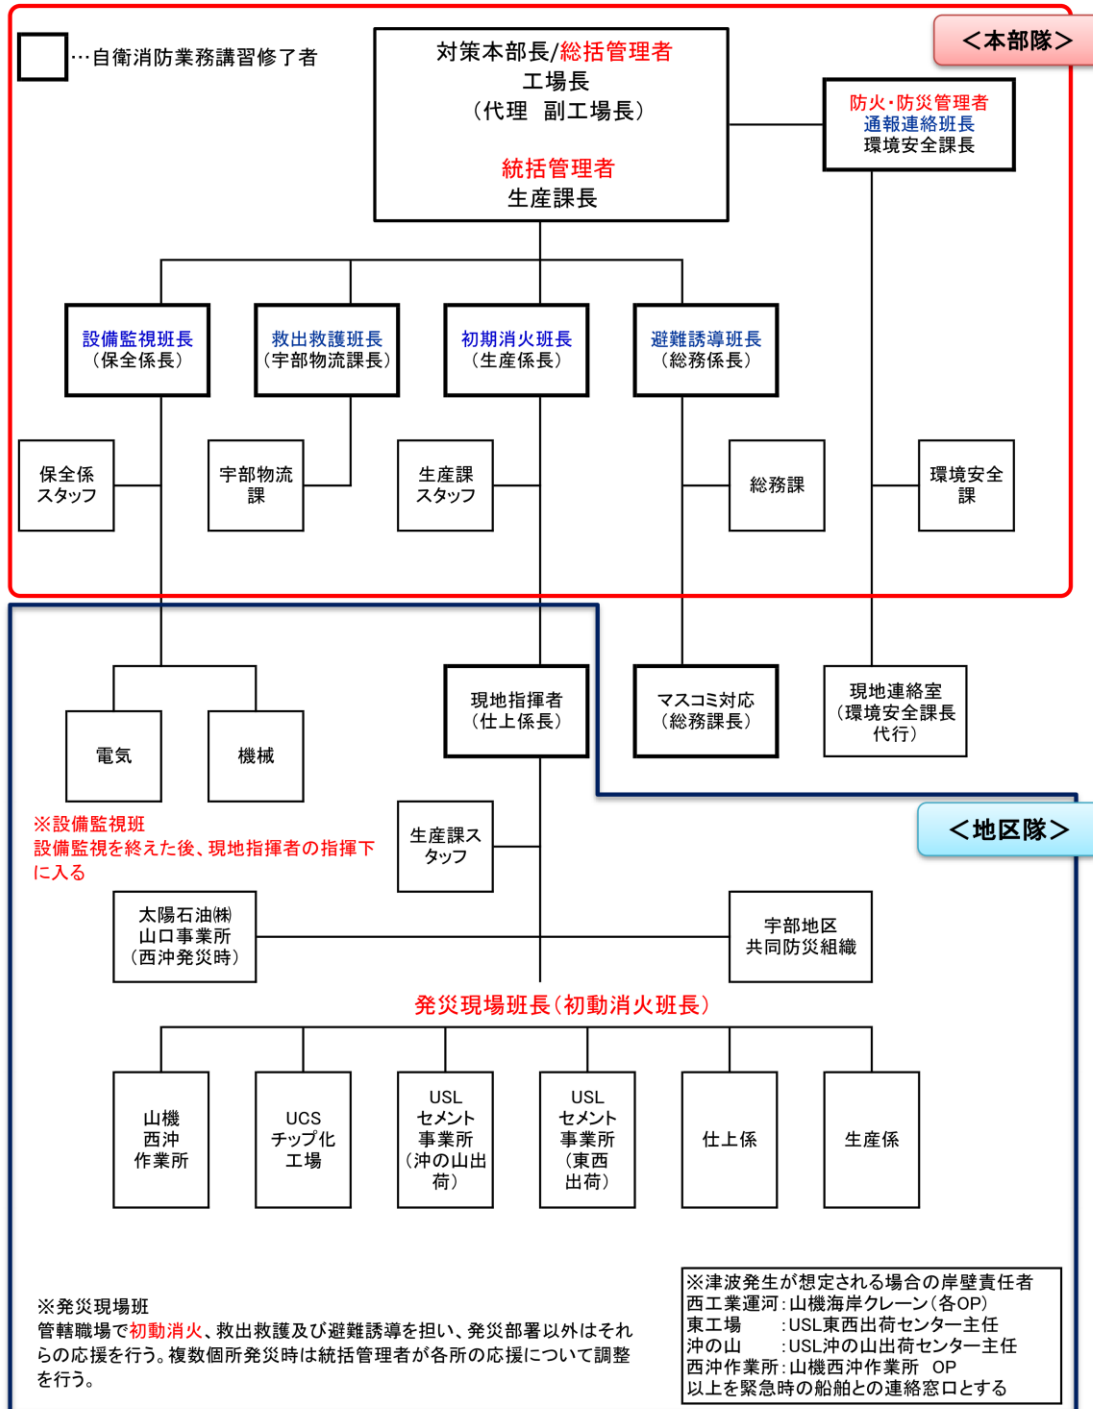 ＜本部隊＞
…自衛消防業務講習修了者
対策本部長/総括管理者
工場長
（代理　副工場長）
統括管理者
生産課長
防火・防災管理者
通報連絡班長
環境安全課長
設備監視班長
（保全係長）
救出救護班長
（宇部物流課長）
初期消火班長
（生産係長）
避難誘導班長
（総務係長）
保全係
スタッフ
宇部物流
課
生産課
スタッフ
総務課
環境安全
課
現地指揮者
（仕上係長）
マスコミ対応
（総務課長）
現地連絡室
（環境安全課長
代行）
電気
機械
＜地区隊＞
※設備監視班
設備監視を終えた後、現地指揮者の指揮下
に入る
生産課ス
タッフ
太陽石油㈱
山口事業所
（西沖発災時）
宇部地区
共同防災組織
発災現場班長（初動消火班長）
山機
西沖
作業所
UCS
チップ化
工場
USL
セメント
事業所
（沖の山出
荷）
USL
セメント
事業所
（東西
出荷）
仕上係
生産係
※発災現場班
管轄職場で初動消火、救出救護及び避難誘導を担い、発災部署以外はそれ
らの応援を行う。複数個所発災時は統括管理者が各所の応援について調整
を行う。
※津波発生が想定される場合の岸壁責任者
西工業運河：山機海岸クレーン（各OP）
東工場　　：USL東西出荷センター主任
沖の山　　：USL沖の山出荷センター主任
西沖作業所：山機西沖作業所　OP
以上を緊急時の船舶との連絡窓口とする